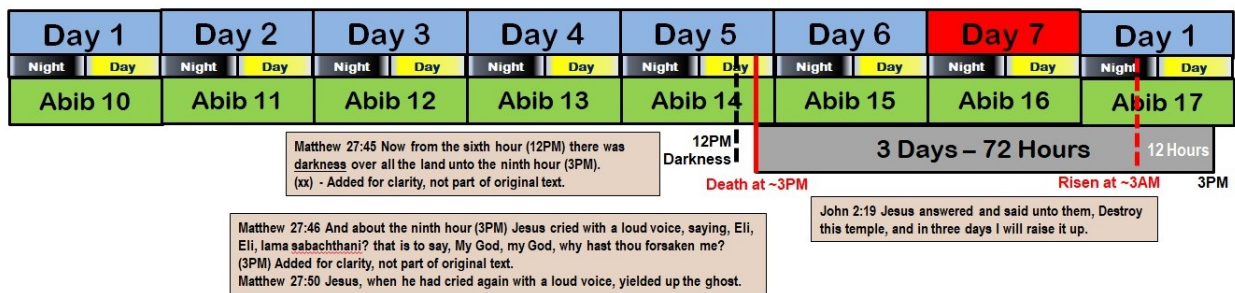 Day 1 Day 2 Day 3 Day 4 Day 5 Day 6 Day 7 Day 1
Night Day Night Day Night Day Night Day Night Day Night Day Night Day Night Day
Abib 10 Abib 11 Abib 12 Abib 13 Abib 14 Abib 15 Abib 16 Abib 17
12PM
Darkness
3 Days – 72 Hours
12 Hours
Death at ~3PM
Risen at ~3AM
3PM
Matthew 27:45 Now from the sixth hour (12PM) there was
darkness over all the land unto the ninth hour (3PM).
(xx) - Added for clarity, not part of original text.
John 2:19 Jesus answered and said unto them, Destroy
this temple, and in three days I will raise it up.
Matthew 27:46 And about the ninth hour (3PM) Jesus cried with a loud voice, saying, Eli,
Eli, lama sabachthani? that is to say, My God, my God, why hast thou forsaken me?
(3PM) Added for clarity, not part of original text.
Matthew 27:50 Jesus, when he had cried again with a loud voice, yielded up the ghost.